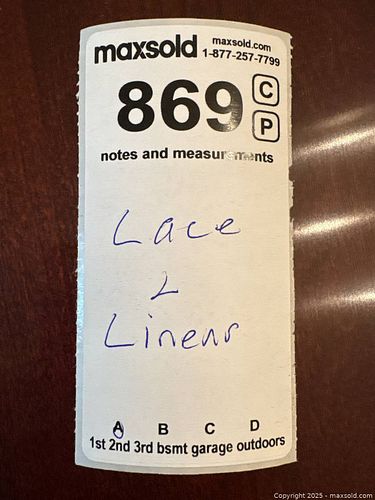 maxsold
maxsold.com
1-877-257-7799
869
C
P
notes and measurements
Lace
Linens
A B C D
1st 2nd 3rd bsmt garage outdoors
Copyright 2025 - maxsold.com